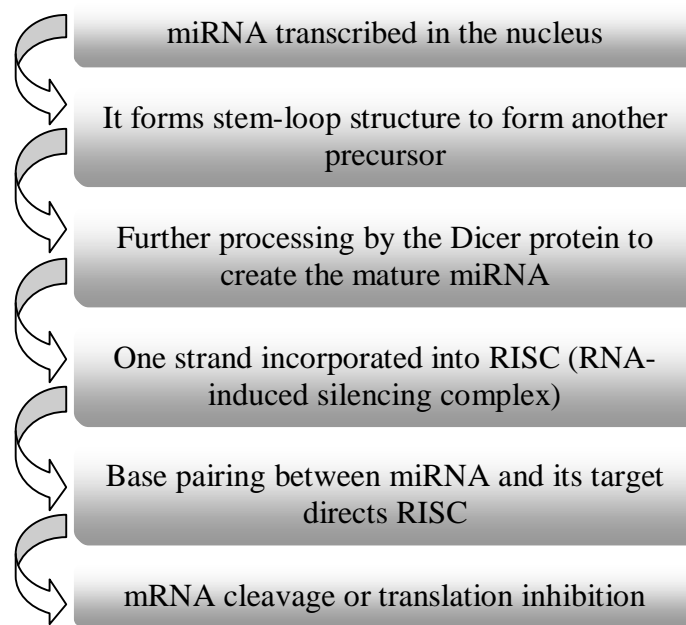 miRNA transcribed in the nucleus
It forms stem-loop structure to form another
precursor
Further processing by the Dicer protein to
create the mature miRNA
One strand incorporated into RISC (RNA-
induced silencing complex)
Base pairing between miRNA and its target
directs RISC
mRNA cleavage or translation inhibition